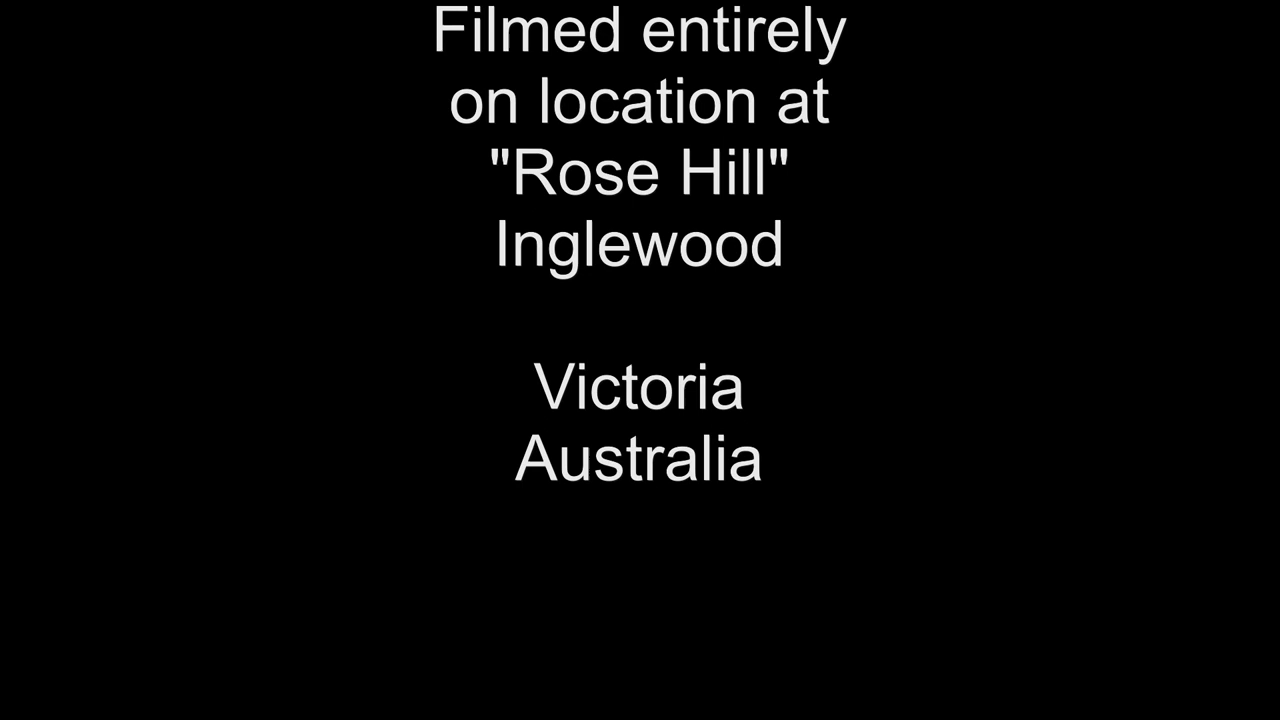 Filmed entirely
on location at
"Rose Hill"
Inglewood
Victoria
Australia